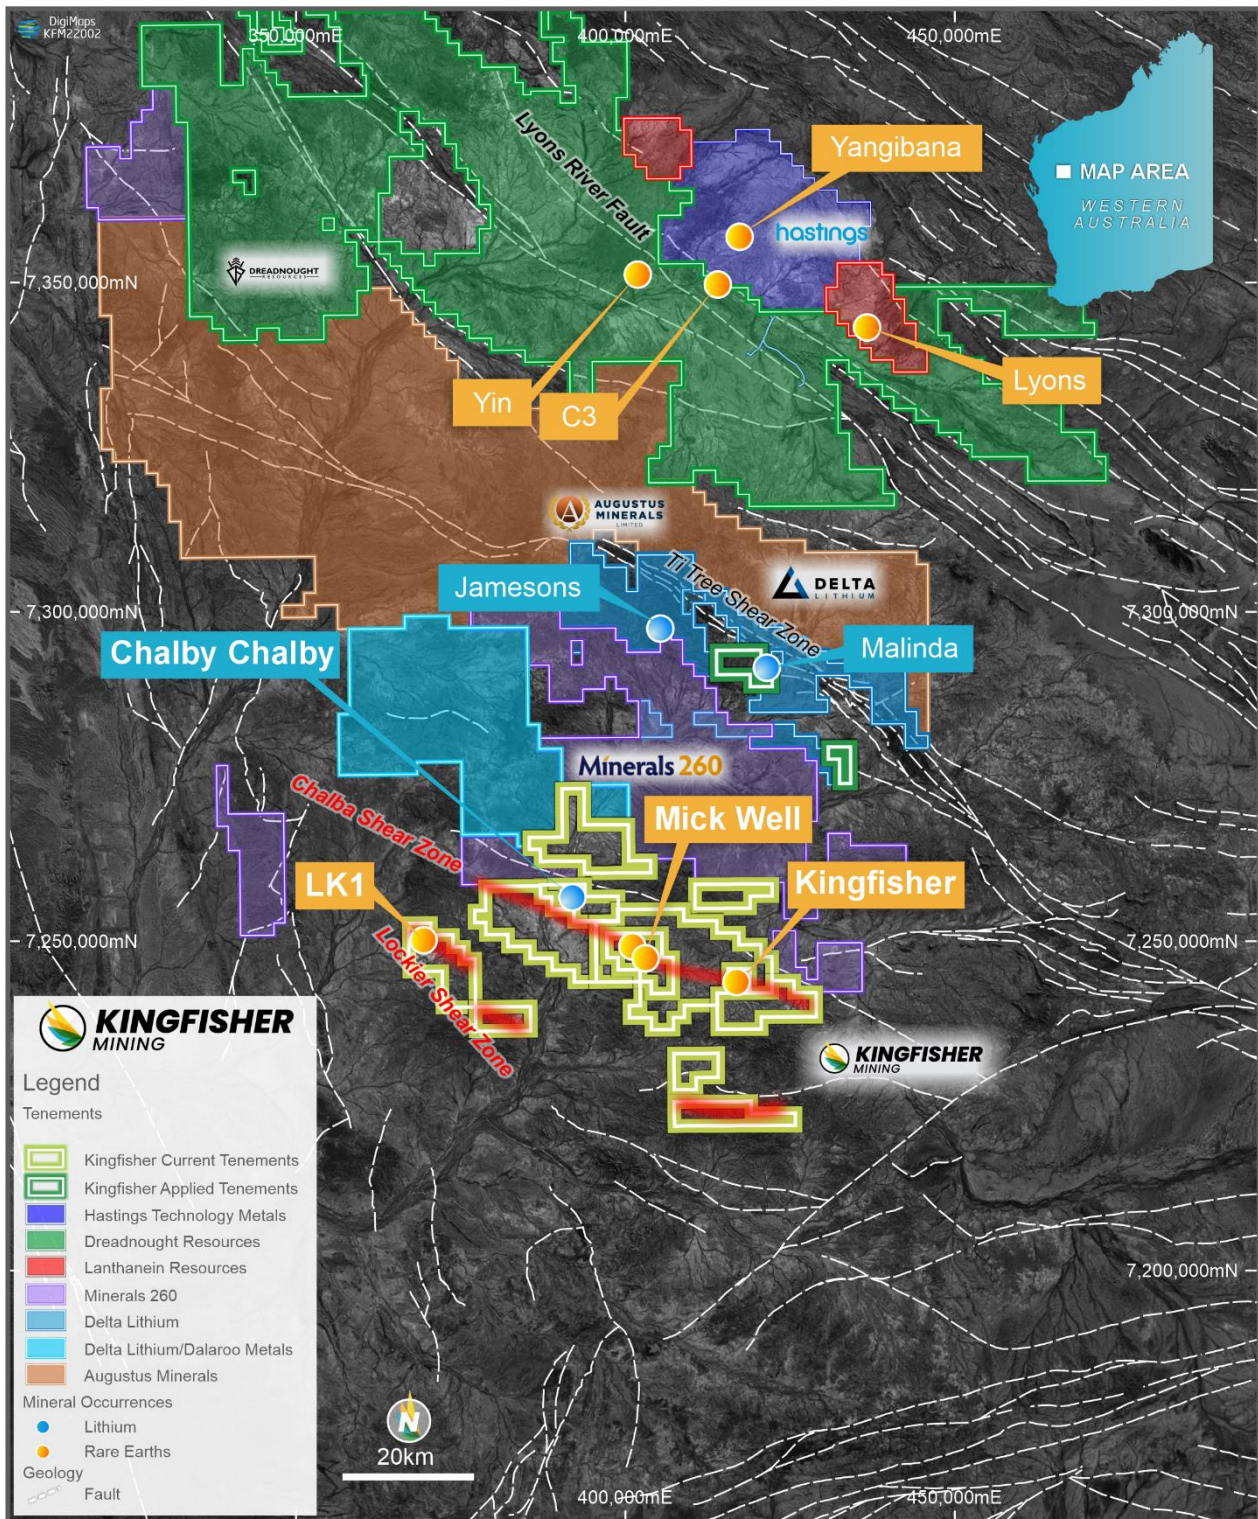 DigiMaps
KFM22002
350,000mE
400,000mE
450,000mE
Lyons River Fault
Yangibana
MAP AREA
WESTERN
AUSTRALIA
hastings
DREADNOUGHT
RESOURCES
7,350,000mN
Yin
C3
Lyons
AUGUSTUS
MINERALS
LIMITED
Ti Tree Shear Zone
DELTA
LITHIUM
Jamesons
7,300,000mN
7,300,000mN
Chalby Chalby
Malinda
Minerals 260
Chalba Shear Zone
Mick Well
LK1
Kingfisher
7,250,000mN
7,250,000mN
Lockier Shear Zone
KINGFISHER
MINING
KINGFISHER
MINING
Legend
Tenements
Kingfisher Current Tenements
Kingfisher Applied Tenements
Hastings Technology Metals
Dreadnought Resources
Lanthanein Resources
Minerals 260
Delta Lithium
Delta Lithium/Dalaroo Metals
Augustus Minerals
Mineral Occurrences
Lithium
Rare Earths
Geology
Fault
7,200,000mN
N
20km
400,000mE
450,000mE